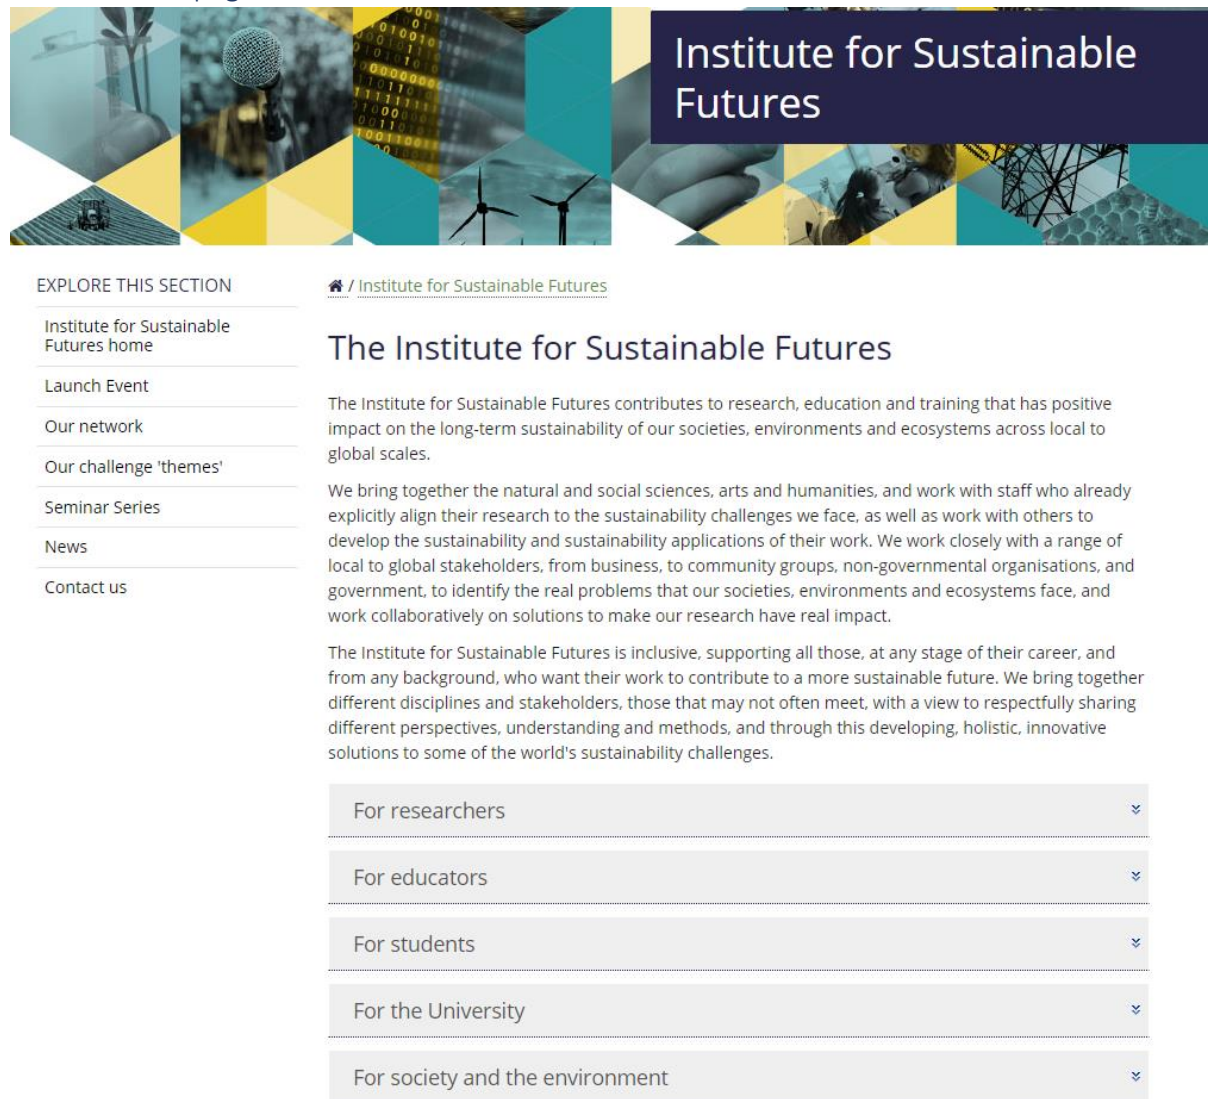 Institute for Sustainable
Futures
EXPLORE THIS SECTION
Institute for Sustainable
Futures home
Launch Event
Our network
Our challenge 'themes'
Seminar Series
News
Contact us
/ Institute for Sustainable Futures
The Institute for Sustainable Futures
The Institute for Sustainable Futures contributes to research, education and training that has positive
impact on the long-term sustainability of our societies, environments and ecosystems across local to
global scales.
We bring together the natural and social sciences, arts and humanities, and work with staff who already
explicitly align their research to the sustainability challenges we face, as well as work with others to
develop the sustainability and sustainability applications of their work. We work closely with a range of
local to global stakeholders, from business, to community groups, non-governmental organisations, and
government, to identify the real problems that our societies, environments and ecosystems face, and
work collaboratively on solutions to make our research have real impact.
The Institute for Sustainable Futures is inclusive, supporting all those, at any stage of their career, and
from any background, who want their work to contribute to a more sustainable future. We bring together
different disciplines and stakeholders, those that may not often meet, with a view to respectfully sharing
different perspectives, understanding and methods, and through this developing, holistic, innovative
solutions to some of the world's sustainability challenges.
For researchers
For educators
For students
For the University
For society and the environment